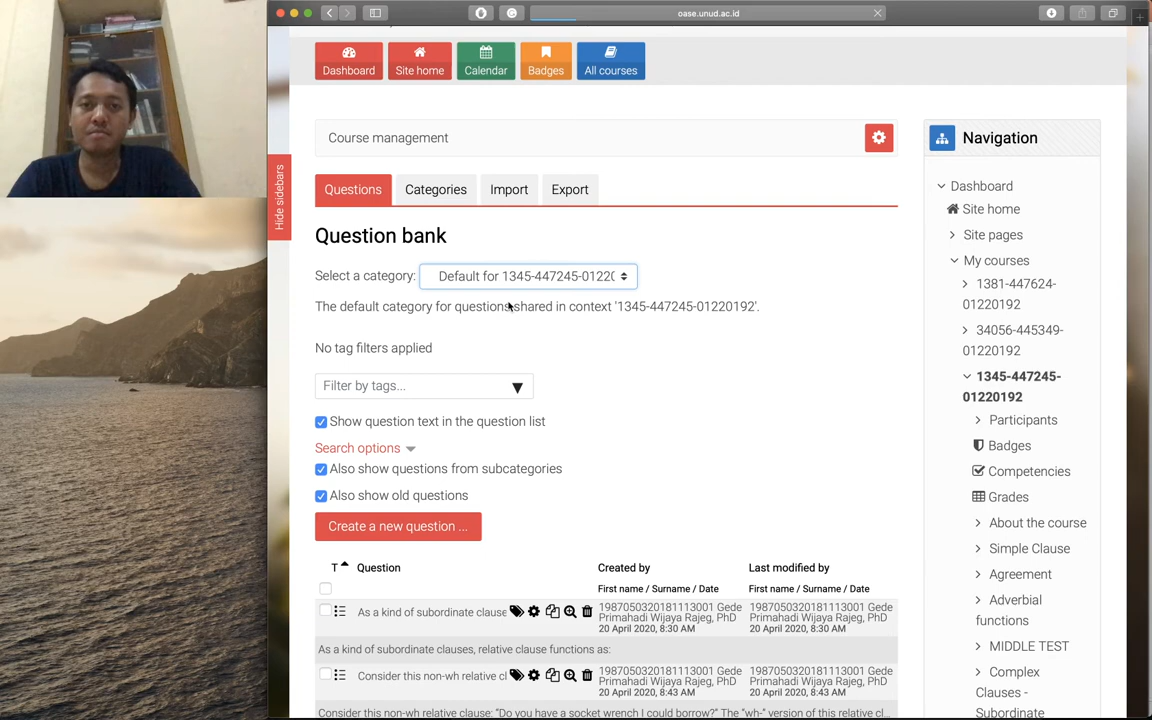 oase.unud.ac.id
Dashboard
Site home
Calendar
Badges
All courses
Hide sidebars
Course management
Questions
Categories
Import
Export
Question bank
Select a category:
Default for 1345-447245-0122(
The default category for questions shared in context '1345-447245-01220192'.
No tag filters applied
Filter by tags...
Show question text in the question list
Search options
Also show questions from subcategories
Also show old questions
Create a new question ...
T
Question
Created by
Last modified by
First name / Surname / Date
First name / Surname / Date
As a kind of subordinate clause
1987050320181113001 Gede
Primahadi Wijaya Rajeg, PhD
20 April 2020, 8:30 AM
1987050320181113001 Gede
Primahadi Wijaya Rajeg, PhD
20 April 2020, 8:30 AM
As a kind of subordinate clauses, relative clause functions as:
Consider this non-wh relative cl
1987050320181113001 Gede
Primahadi Wijaya Rajeg, PhD
20 April 2020, 8:43 AM
1987050320181113001 Gede
Primahadi Wijaya Rajeg, PhD
20 April 2020, 8:43 AM
Consider this non-wh relative clause: "Do you have a socket wrench I could borrow?" The "wh-" version of this relative cl...
Navigation
Dashboard
Site home
Site pages
My courses
1381-447624-
01220192
34056-445349-
01220192
1345-447245-
01220192
Participants
Badges
Competencies
Grades
About the course
Simple Clause
Agreement
Adverbial
functions
MIDDLE TEST
Complex
Clauses -
Subordinate